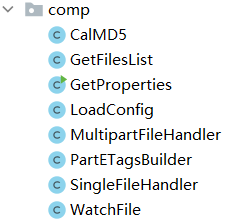 comp
CalMD5
GetFilesList
GetProperties
LoadConfig
MultipartFileHandler
PartETagsBuilder
SingleFileHandler
WatchFile